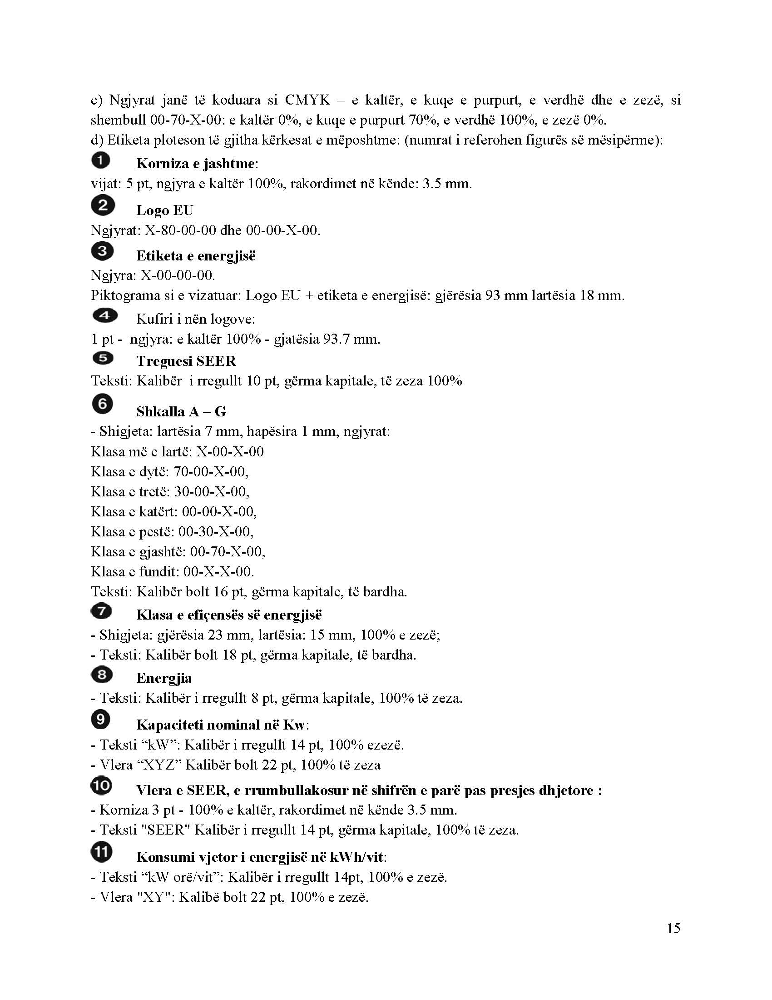 c) Ngjyrat janë të koduara si CMYK – e kaltër, e kuqe e purpurt, e verdhë dhe e zezë, si
shembull 00-70-X-00: e kaltër 0%, e kuqe e purpurt 70%, e verdhë 100%, e zezë 0%.
d) Etiketa ploteson të gjitha kërkesat e mëposhtme: (numrat i referohen figurës së mësipërme):
1 Korniza e jashtme:
vijat: 5 pt, ngjyra e kaltër 100%, rakordimet në kënde: 3.5 mm.
2 Logo EU
Ngjyrat: X-80-00-00 dhe 00-00-X-00.
3 Etiketa e energjisë
Ngjyra: X-00-00-00.
Piktograma si e vizatuar: Logo EU + etiketa e energjisë: gjërësia 93 mm lartësia 18 mm.
4 Kufiri i nën logove:
1 pt -  ngjyra: e kaltër 100% - gjatësia 93.7 mm.
5 Treguesi SEER
Teksti: Kalibër  i rregullt 10 pt, gërma kapitale, të zeza 100%
6 Shkalla A – G
- Shigjeta: lartësia 7 mm, hapësira 1 mm, ngjyrat:
Klasa më e lartë: X-00-X-00
Klasa e dytë: 70-00-X-00,
Klasa e tretë: 30-00-X-00,
Klasa e katërt: 00-00-X-00,
Klasa e pestë: 00-30-X-00,
Klasa e gjashtë: 00-70-X-00,
Klasa e fundit: 00-X-X-00.
Teksti: Kalibër bolt 16 pt, gërma kapitale, të bardha.
7 Klasa e efiçensës së energjisë
- Shigjeta: gjërësia 23 mm, lartësia: 15 mm, 100% e zezë;
- Teksti: Kalibër bolt 18 pt, gërma kapitale, të bardha.
8 Energjia
- Teksti: Kalibër i rregullt 8 pt, gërma kapitale, 100% të zeza.
9 Kapaciteti nominal në Kw:
- Teksti “kW”: Kalibër i rregullt 14 pt, 100% ezezë.
- Vlera “XYZ” Kalibër bolt 22 pt, 100% të zeza
10 Vlera e SEER, e rrumbullakosur në shifrën e parë pas presjes dhjetore :
- Korniza 3 pt - 100% e kaltër, rakordimet në kënde 3.5 mm.
- Teksti "SEER" Kalibër i rregullt 14 pt, gërma kapitale, 100% të zeza.
11 Konsumi vjetor i energjisë në kWh/vit:
- Teksti “kW orë/vit”: Kalibër i rregullt 14pt, 100% e zezë.
- Vlera "XY": Kalibë bolt 22 pt, 100% e zezë.
15